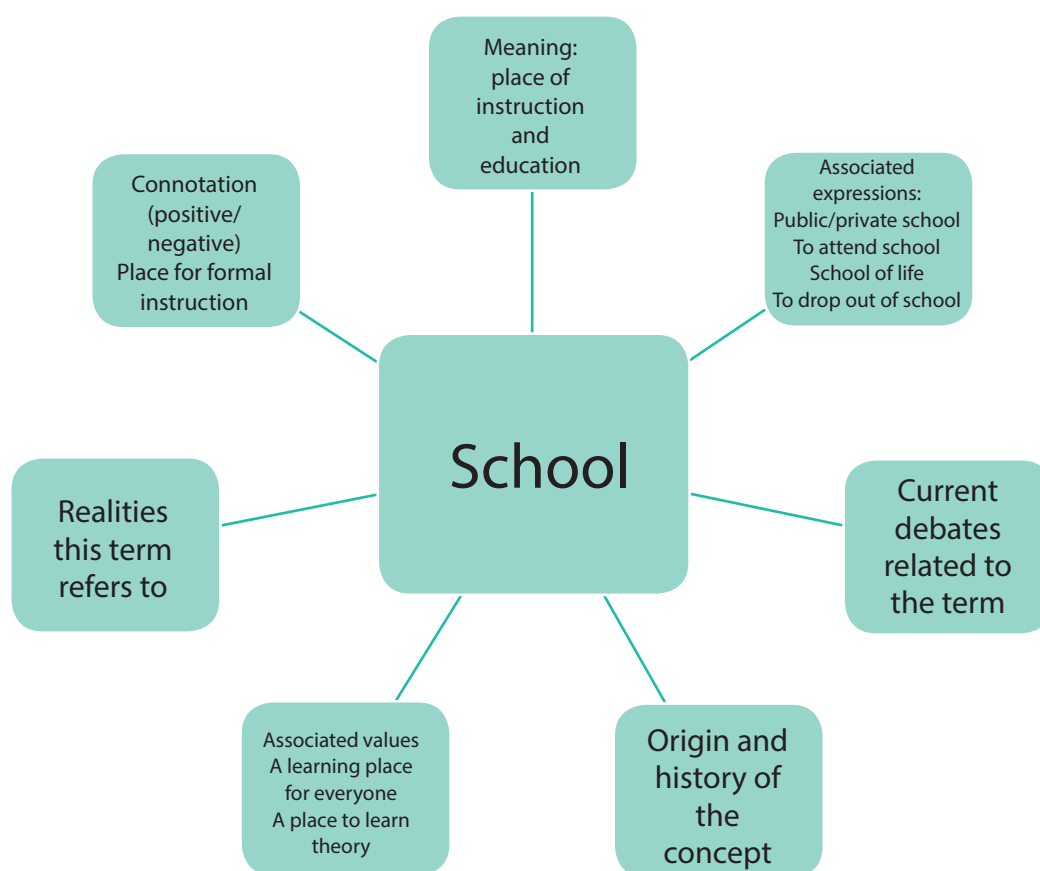 Meaning:
place of
instruction
and
education
Associated
expressions:
Public/private school
To attend school
School of life
To drop out of school
Connotation
(positive/
negative)
Place for formal
instruction
School
Current
debates
related to
the term
Realities
this term
refers to
Associated values
A learning place
for everyone
A place to learn
theory
Origin and
history of
the
concept